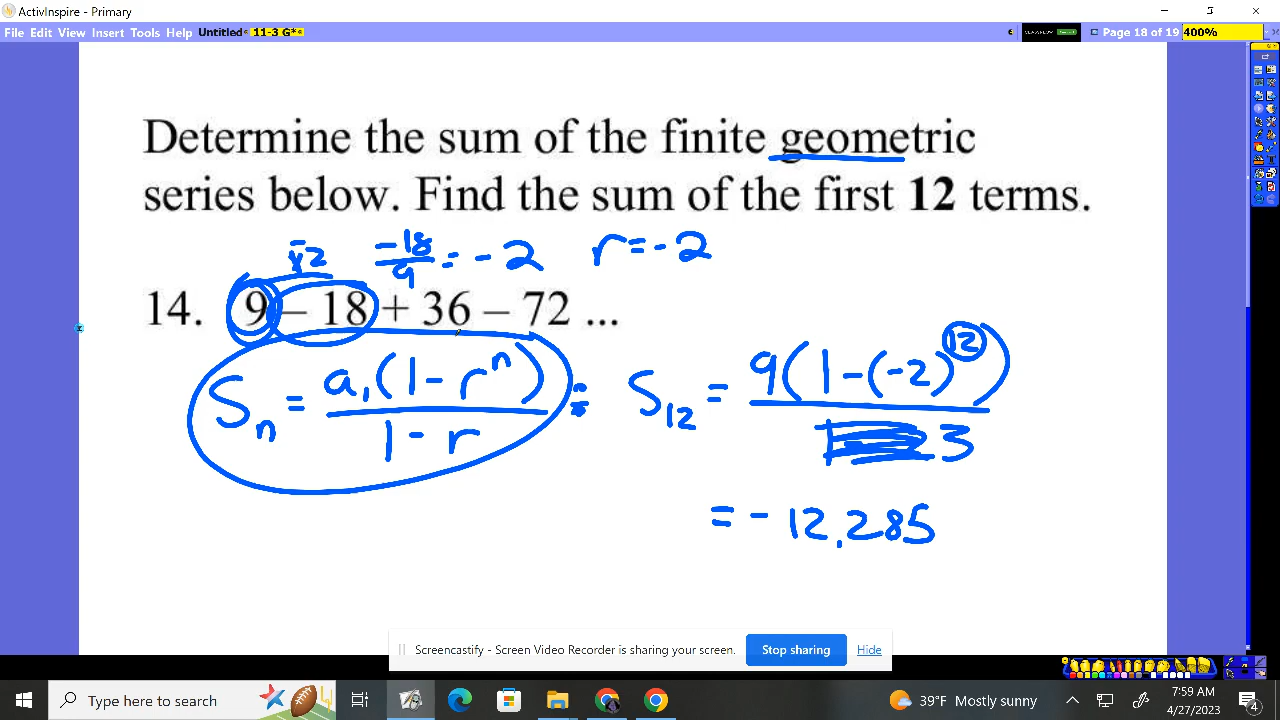 ActivInspire - Primary
File Edit View Insert Tools Help Untitled* 11-3 G*
Page 18 of 19 400%
Determine the sum of the finite geometric
series below. Find the sum of the first 12 terms.
x-2 -18/9 = -2 r = -2
14. 9 – 18 + 36 – 72 ...
Sn = a1(1 - r^n) / 1 - r = S12 = 9(1 - (-2)^12) / 3
= -12,285
Screencastify - Screen Video Recorder is sharing your screen. Stop sharing Hide
Type here to search
39°F Mostly sunny
7:59 AM
4/27/2023
4